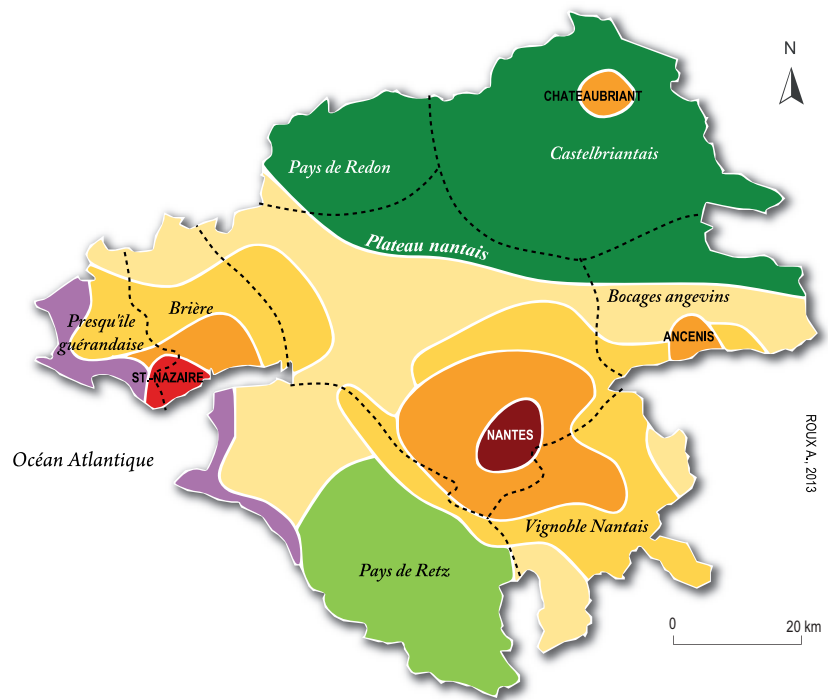 N
CHATEAUBRIANT
Castelbriantais
Pays de Redon
Plateau nantais
Bocages angevins
Brière
Presqu'île
guérandaise
ANCENIS
ST.-NAZAIRE
NANTES
Océan Atlantique
ROUX A., 2013
Vignoble Nantais
Pays de Retz
0 20 km